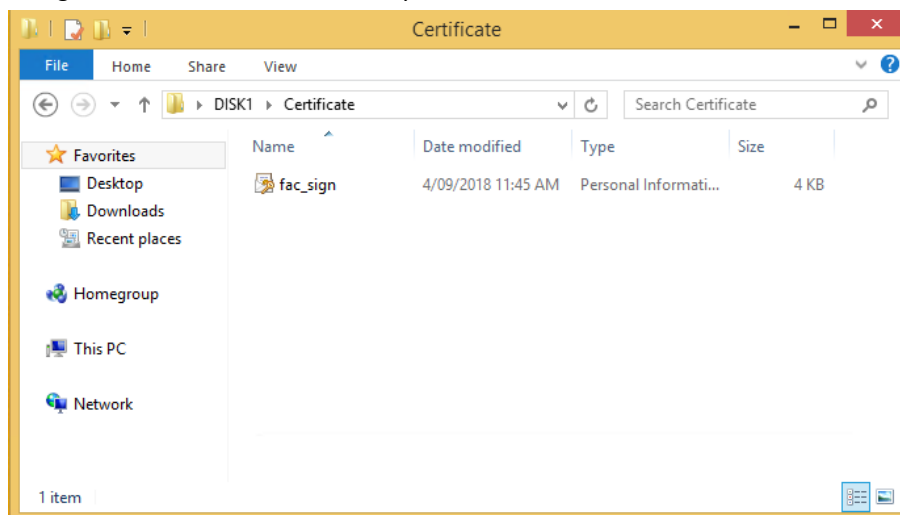 Certificate
File Home Share View
DISK1 Certificate Search Certificate
Name Date modified Type Size
Favorites
fac_sign 4/09/2018 11:45 AM Personal Informati... 4 KB
Desktop
Downloads
Recent places
Homegroup
This PC
Network
1 item